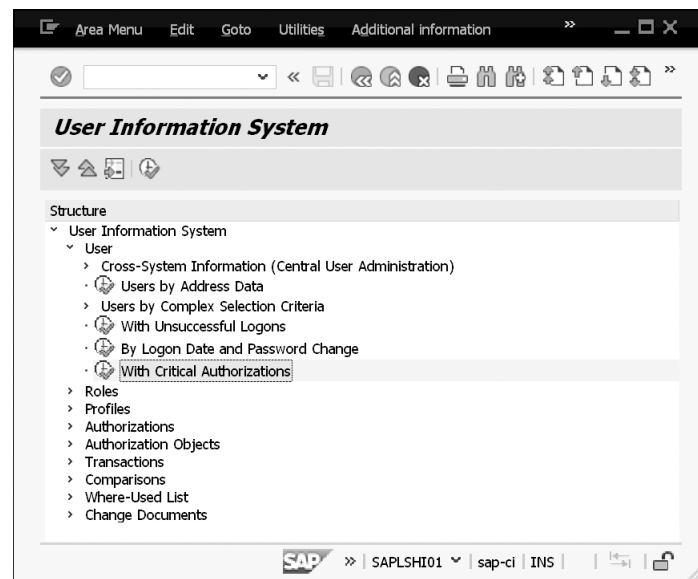 Area Menu Edit Goto Utilities Additional information »
«
»
User Information System
Structure
User Information System
User
Cross-System Information (Central User Administration)
Users by Address Data
Users by Complex Selection Criteria
With Unsuccessful Logons
By Logon Date and Password Change
With Critical Authorizations
Roles
Profiles
Authorizations
Authorization Objects
Transactions
Comparisons
Where-Used List
Change Documents
SAP » SAPLSHI01 sap-ci INS